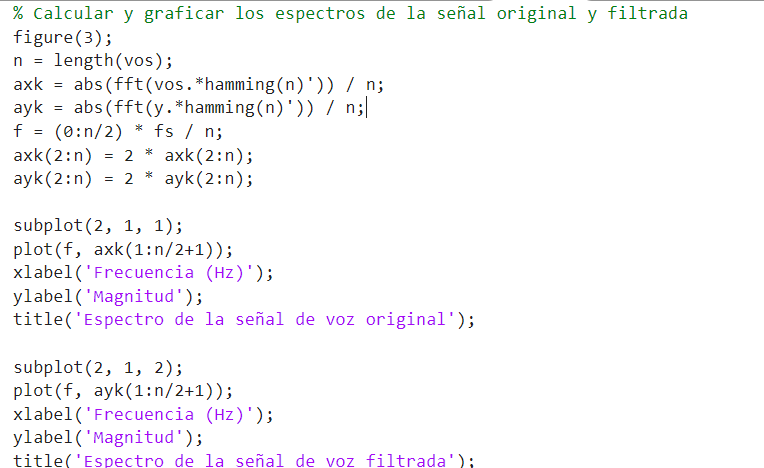 % Calcular y graficar los espectros de la señal original y filtrada
figure(3);
n = length(vos);
axk = abs(fft(vos.*hamming(n)')) / n;
ayk = abs(fft(y.*hamming(n)')) / n;
f = (0:n/2) * fs / n;
axk(2:n) = 2 * axk(2:n);
ayk(2:n) = 2 * ayk(2:n);
subplot(2, 1, 1);
plot(f, axk(1:n/2+1));
xlabel('Frecuencia (Hz)');
ylabel('Magnitud');
title('Espectro de la señal de voz original');
subplot(2, 1, 2);
plot(f, ayk(1:n/2+1));
xlabel('Frecuencia (Hz)');
ylabel('Magnitud');
title('Espectro de la señal de voz filtrada');